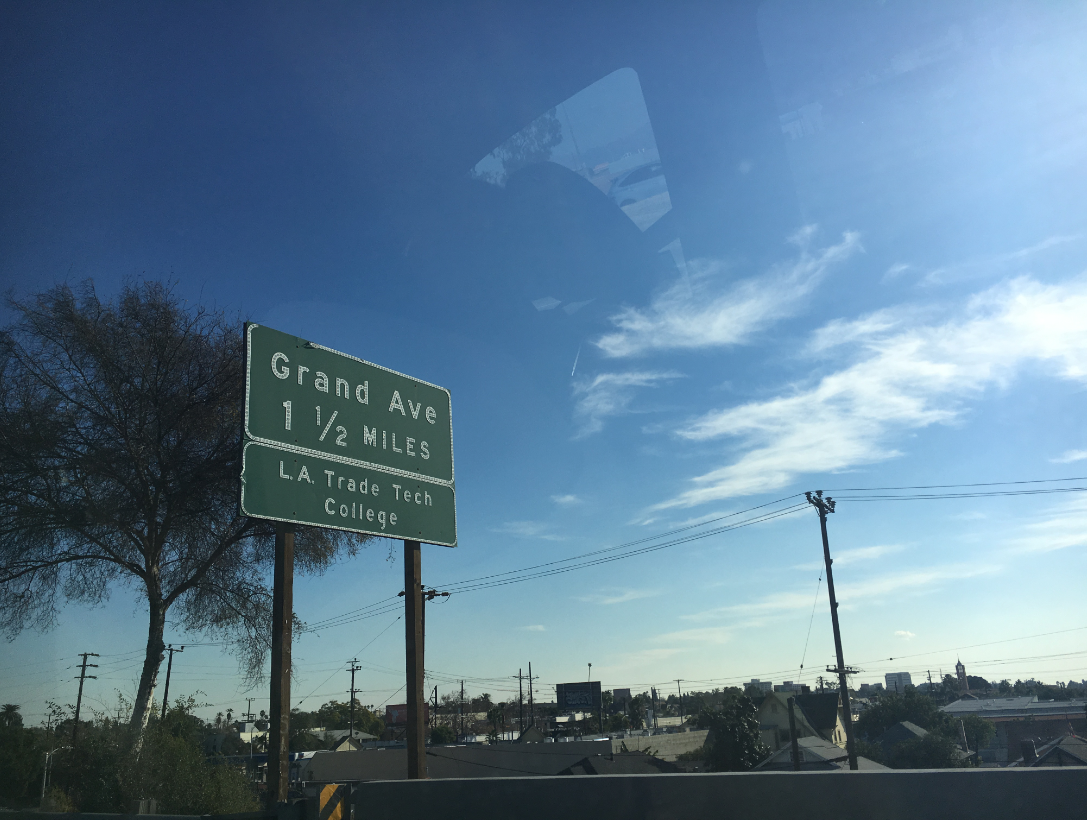 Grand Ave
1 1/2 MILES
L.A. Trade Tech
College